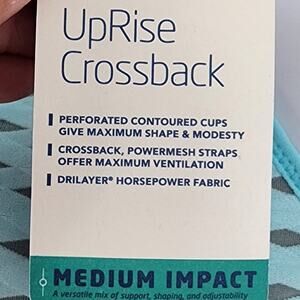 UpRise
Crossback
PERFORATED CONTOURED CUPS
GIVE MAXIMUM SHAPE & MODESTY
CROSSBACK, POWERMESH STRAPS
OFFER MAXIMUM VENTILATION
DRILAYER® HORSEPOWER FABRIC
MEDIUM IMPACT
A versatile mix of support, shaping, and adjustability